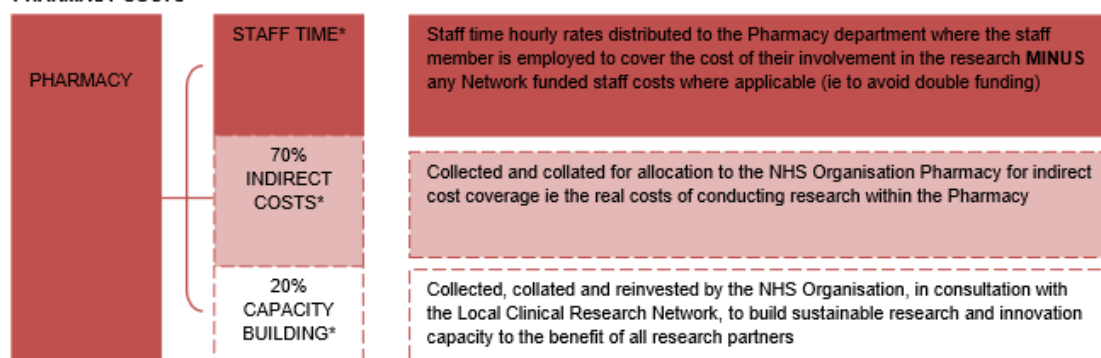 PHARMACY
STAFF TIME*
Staff time hourly rates distributed to the Pharmacy department where the staff
member is employed to cover the cost of their involvement in the research MINUS
any Network funded staff costs where applicable (ie to avoid double funding)
70%
INDIRECT
COSTS*
Collected and collated for allocation to the NHS Organisation Pharmacy for indirect
cost coverage ie the real costs of conducting research within the Pharmacy
20%
CAPACITY
BUILDING*
Collected, collated and reinvested by the NHS Organisation, in consultation with
the Local Clinical Research Network, to build sustainable research and innovation
capacity to the benefit of all research partners